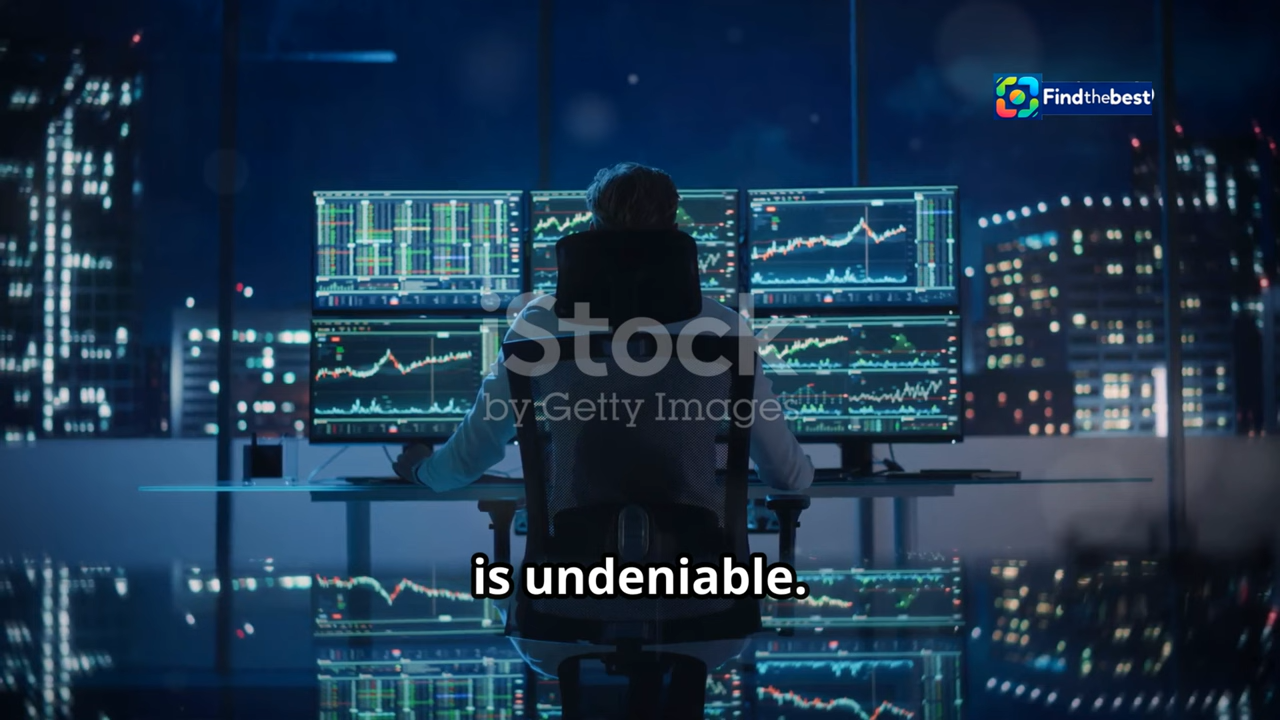 Findthebest
iStock
by Getty Images
is undeniable.